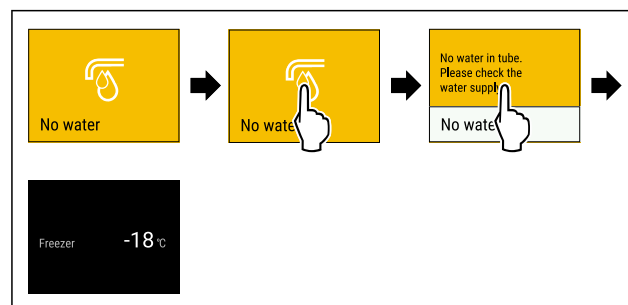 No water
No wate
No water in tube.
Please check the
water suppl
No wate
Freezer -18 °C